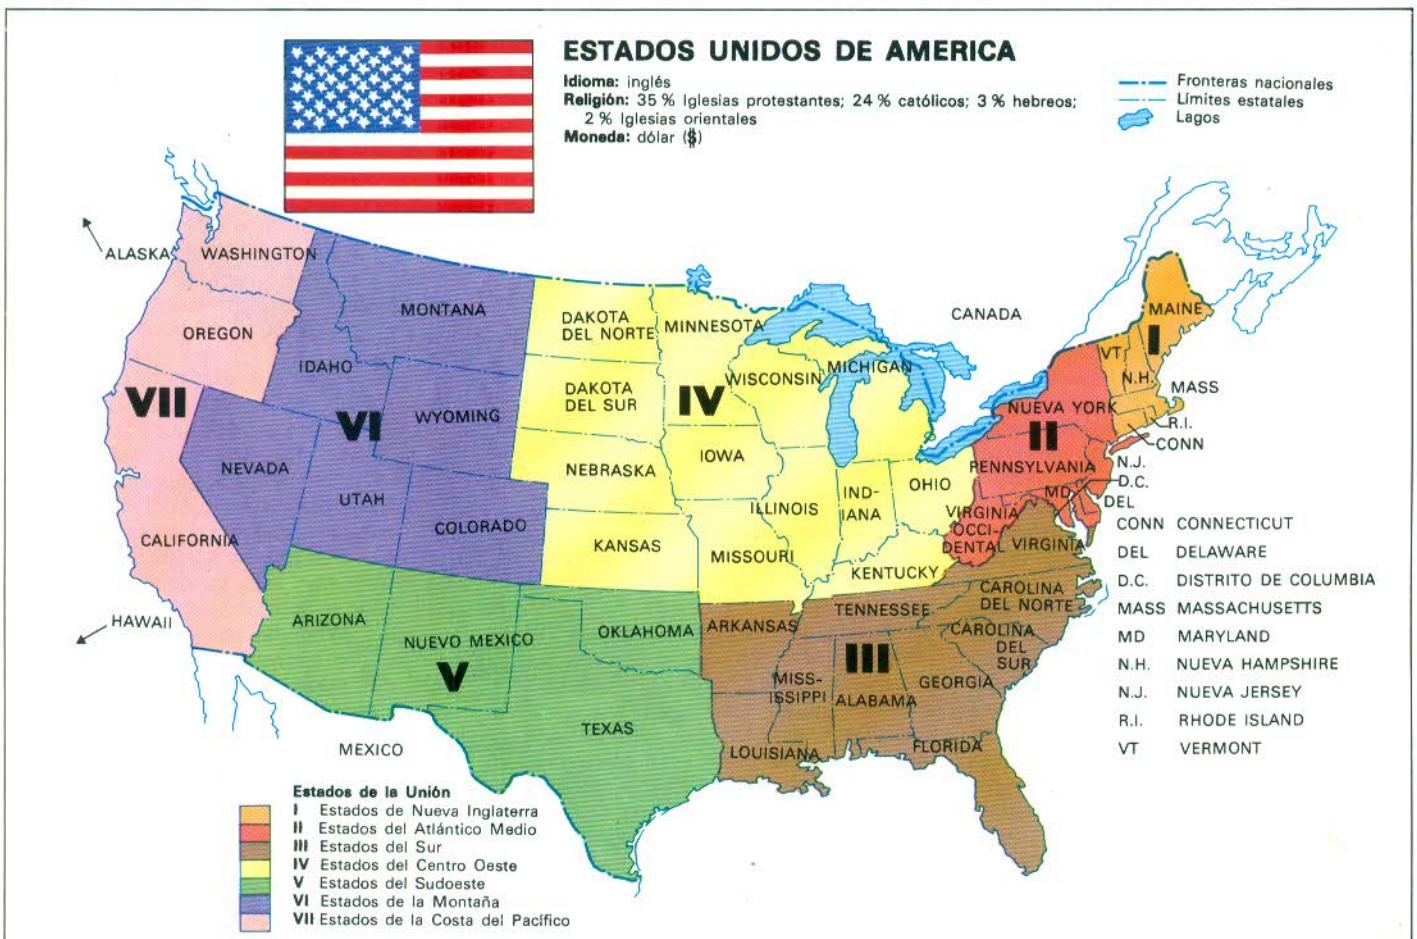 ESTADOS UNIDOS DE AMERICA
Idioma: inglés
Religión: 35 % Iglesias protestantes; 24 % católicos; 3 % hebreos;
2 % Iglesias orientales
Moneda: dólar ($)
Fronteras nacionales
Límites estatales
Lagos
ALASKA
WASHINGTON
OREGON
MONTANA
IDAHO
WYOMING
VII
VI
NEVADA
UTAH
COLORADO
CALIFORNIA
HAWAII
DAKOTA
DEL NORTE
MINNESOTA
DAKOTA
DEL SUR
WISCONSIN
MICHIGAN
IV
NEBRASKA
IOWA
ILLINOIS
IND-
IANA
OHIO
KANSAS
MISSOURI
KENTUCKY
CANADA
MAINE
I
VT
N.H.
MASS
R.I.
CONN
NUEVA YORK
II
PENNSYLVANIA
N.J.
D.C.
DEL
MD
VIRGINIA
OCCI-
DENTAL
VIRGINIA
CAROLINA
DEL NORTE
TENNESSEE
ARKANSAS
CAROLINA
DEL
SUR
III
MISS-
ISSIPPI
ALABAMA
GEORGIA
LOUISIANA
FLORIDA
ARIZONA
NUEVO MEXICO
V
OKLAHOMA
TEXAS
MEXICO
CONN CONNECTICUT
DEL DELAWARE
D.C. DISTRITO DE COLUMBIA
MASS MASSACHUSETTS
MD MARYLAND
N.H. NUEVA HAMPSHIRE
N.J. NUEVA JERSEY
R.I. RHODE ISLAND
VT VERMONT
Estados de la Unión
I Estados de Nueva Inglaterra
II Estados del Atlántico Medio
III Estados del Sur
IV Estados del Centro Oeste
V Estados del Sudoeste
VI Estados de la Montaña
VII Estados de la Costa del Pacífico